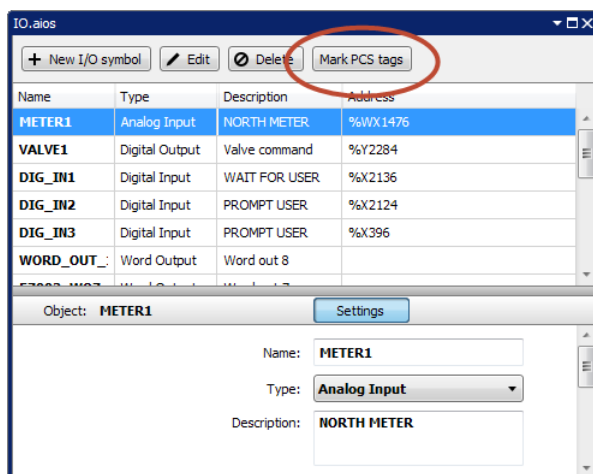 IO.aios
New I/O symbol Edit Delete Mark PCS tags
Name Type Description Address
METER1 Analog Input NORTH METER %WX1476
VALVE1 Digital Output Valve command %Y2284
DIG_IN1 Digital Input WAIT FOR USER %X2136
DIG_IN2 Digital Input PROMPT USER %X2124
DIG_IN3 Digital Input PROMPT USER %X396
WORD_OUT_ Word Output Word out 8
Object: METER1 Settings
Name: METER1
Type: Analog Input
Description: NORTH METER